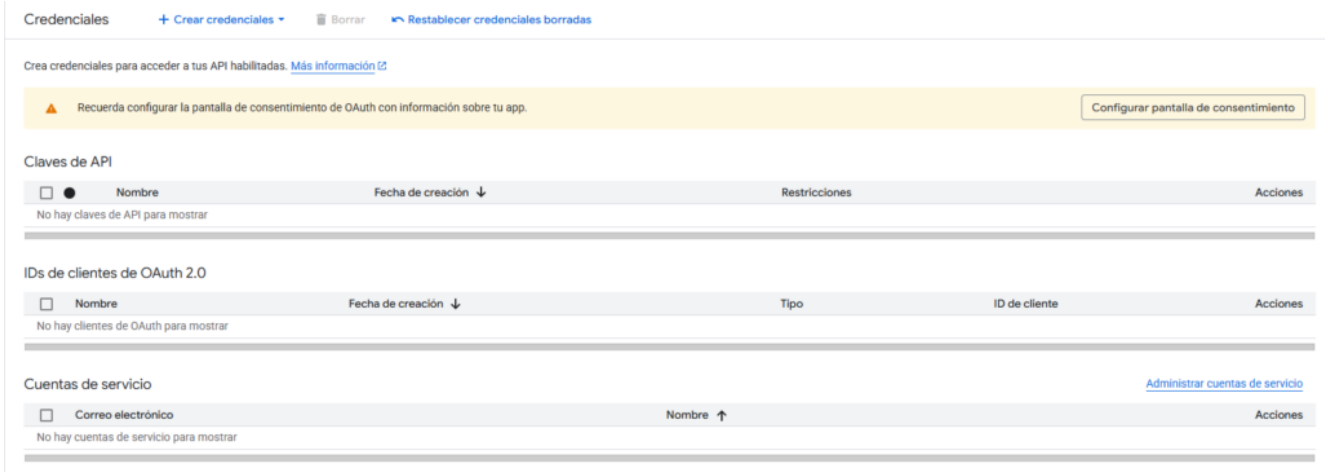 Credenciales + Crear credenciales Borrar Restablecer credenciales borradas
Crea credenciales para acceder a tus API habilitadas. Más información
Recuerda configurar la pantalla de consentimiento de OAuth con información sobre tu app. Configurar pantalla de consentimiento
Claves de API
Nombre Fecha de creación ↓ Restricciones Acciones
No hay claves de API para mostrar
IDs de clientes de OAuth 2.0
Nombre Fecha de creación ↓ Tipo ID de cliente Acciones
No hay clientes de OAuth para mostrar
Cuentas de servicio Administrar cuentas de servicio
Correo electrónico Nombre ↑ Acciones
No hay cuentas de servicio para mostrar